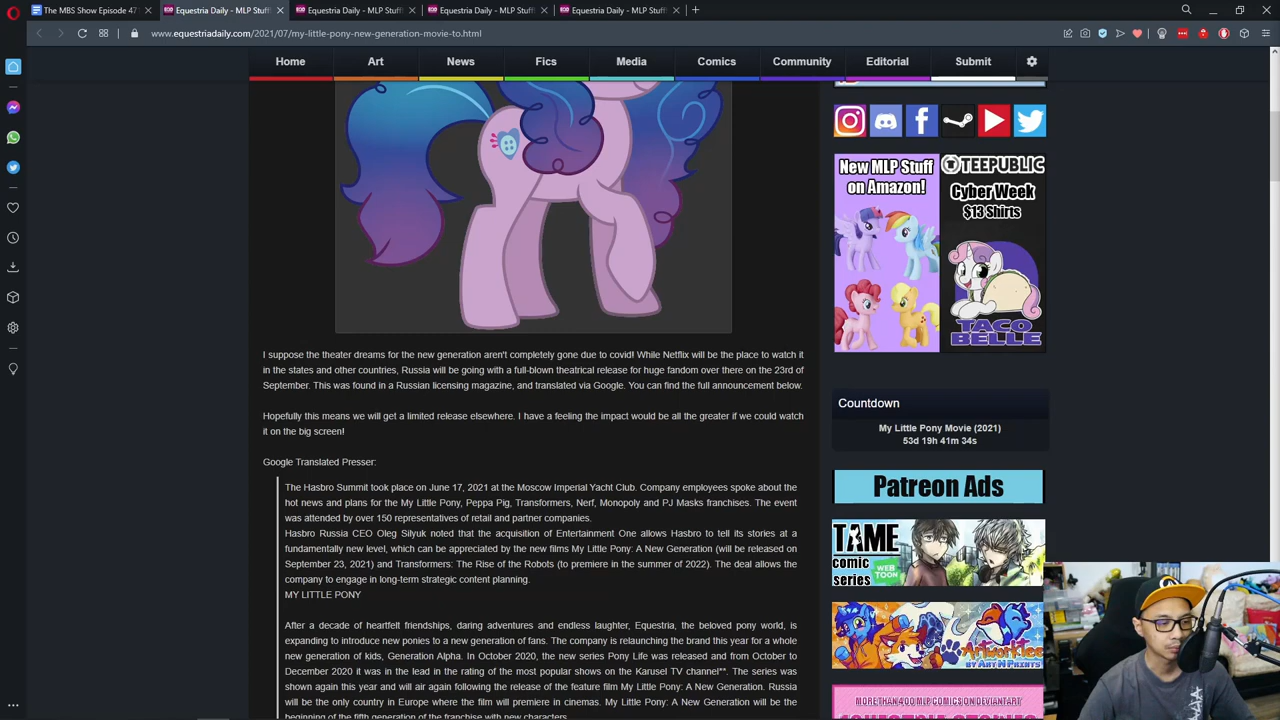 The MBS Show Episode 47
Equestria Daily - MLP Stuf
Equestria Daily - MLP Stuff
Equestria Daily - MLP Stuff
Equestria Daily - MLP Stuff
www.equestriadaily.com/2021/07/my-little-pony-new-generation-movie-to.html
Home
Art
News
Fics
Media
Comics
Community
Editorial
Submit
New MLP Stuff
on Amazon!
TEEPUBLIC
Cyber Week
$13 Shirts
TACO
BELLE
I suppose the theater dreams for the new generation aren't completely gone due to covid! While Netflix will be the place to watch it
in the states and other countries, Russia will be going with a full-blown theatrical release for huge fandom over there on the 23rd of
September. This was found in a Russian licensing magazine, and translated via Google. You can find the full announcement below.
Hopefully this means we will get a limited release elsewhere. I have a feeling the impact would be all the greater if we could watch
it on the big screen!
Google Translated Presser:
The Hasbro Summit took place on June 17, 2021 at the Moscow Imperial Yacht Club. Company employees spoke about the
hot news and plans for the My Little Pony, Peppa Pig, Transformers, Nerf, Monopoly and PJ Masks franchises. The event
was attended by over 150 representatives of retail and partner companies.
Hasbro Russia CEO Oleg Silyuk noted that the acquisition of Entertainment One allows Hasbro to tell its stories at a
fundamentally new level, which can be appreciated by the new films My Little Pony: A New Generation (will be released on
September 23, 2021) and Transformers: The Rise of the Robots (to premiere in the summer of 2022). The deal allows the
company to engage in long-term strategic content planning.
MY LITTLE PONY
After a decade of heartfelt friendships, daring adventures and endless laughter, Equestria, the beloved pony world, is
expanding to introduce new ponies to a new generation of fans. The company is relaunching the brand this year for a whole
new generation of kids, Generation Alpha. In October 2020, the new series Pony Life was released and from October to
December 2020 it was in the lead in the rating of the most popular shows on the Karusel TV channel**. The series was
shown again this year and will air again following the release of the feature film My Little Pony: A New Generation. Russia
will be the only country in Europe where the film will premiere in cinemas. My Little Pony: A New Generation will be the
beginning of the fifth generation of the franchise with new characters.
Countdown
My Little Pony Movie (2021)
53d 19h 41m 34s
Patreon Ads
TAME
comic
series
WEB
TOON
Artworktee
BY ART N PRINTS
MORE THAN 400 MLP COMICS ON DEVIANTART